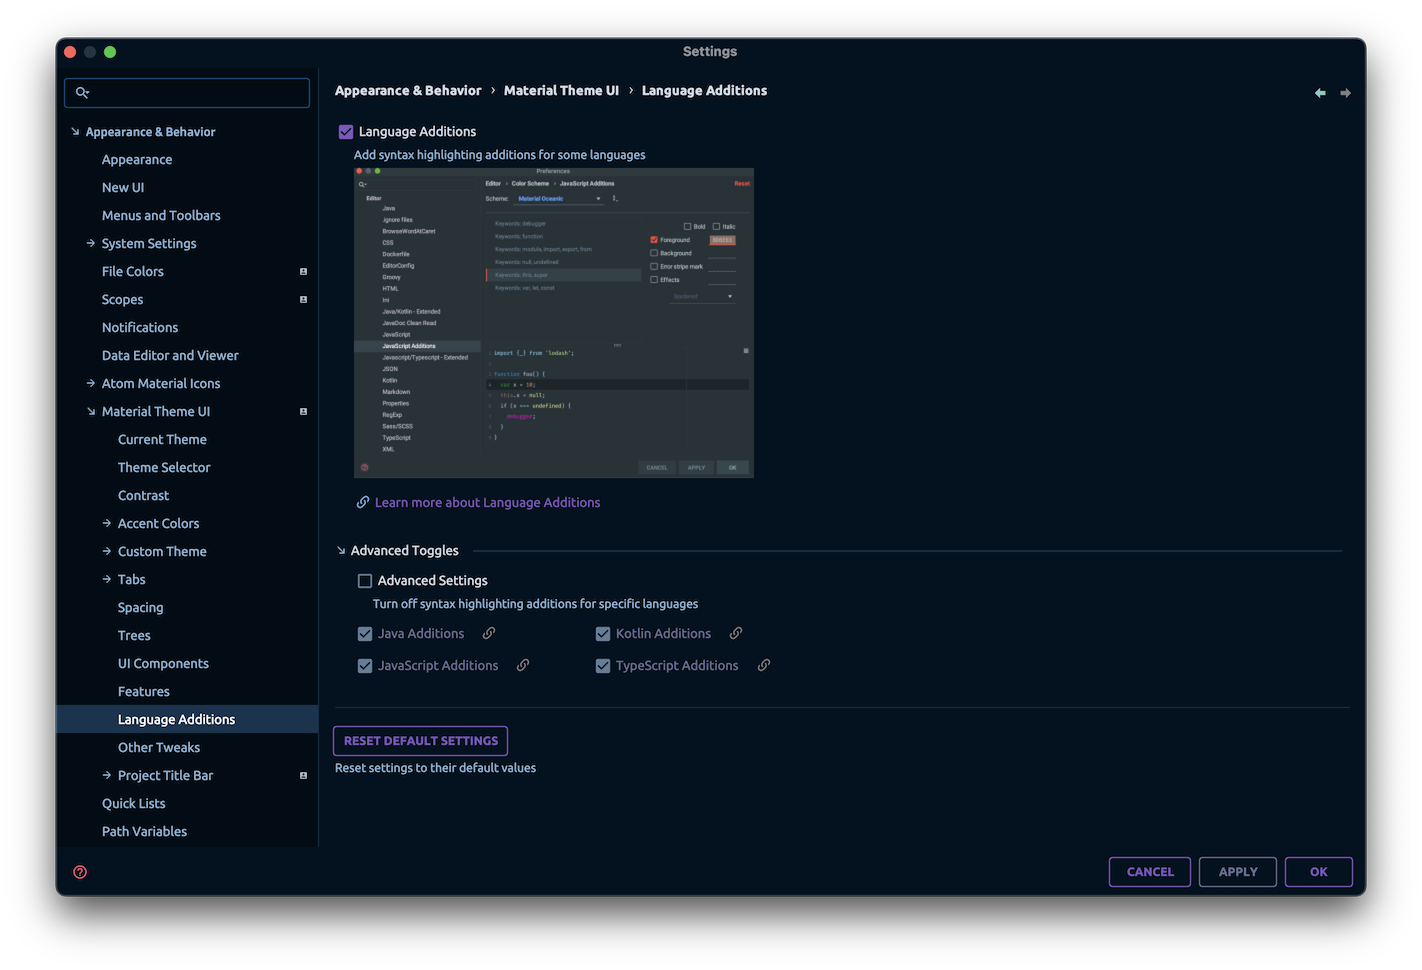 Settings
Appearance & Behavior › Material Theme UI › Language Additions
Appearance & Behavior
Appearance
New UI
Menus and Toolbars
System Settings
File Colors
Scopes
Notifications
Data Editor and Viewer
Atom Material Icons
Material Theme UI
Current Theme
Theme Selector
Contrast
Accent Colors
Custom Theme
Tabs
Spacing
Trees
UI Components
Features
Language Additions
Other Tweaks
Project Title Bar
Quick Lists
Path Variables
Language Additions
Add syntax highlighting additions for some languages
Preferences
Editor › Color Scheme › JavaScript Additions
Reset
Scheme: Material Oceanic
Editor
Java
.ignore files
BrowseWordAtCaret
CSS
Dockerfile
EditorConfig
Groovy
HTML
Ini
Java/Kotlin - Extended
JavaDoc Clean Read
JavaScript
JavaScript Additions
Javascript/Typescript - Extended
JSON
Kotlin
Markdown
Properties
RegExp
Sass/SCSS
TypeScript
XML
Keywords: debugger
Keywords: function
Keywords: module, import, export, from
Keywords: null, undefined
Keywords: this, super
Keywords: var, let, const
Bold Italic
Foreground
Background
Error stripe mark
Effects
Bordered
import {_} from 'lodash';
function foo() {
var x = 10;
this.x = null;
if (x === undefined) {
debugger;
}
}
CANCEL APPLY OK
Learn more about Language Additions
Advanced Toggles
Advanced Settings
Turn off syntax highlighting additions for specific languages
Java Additions Kotlin Additions
JavaScript Additions TypeScript Additions
RESET DEFAULT SETTINGS
Reset settings to their default values
CANCEL APPLY OK